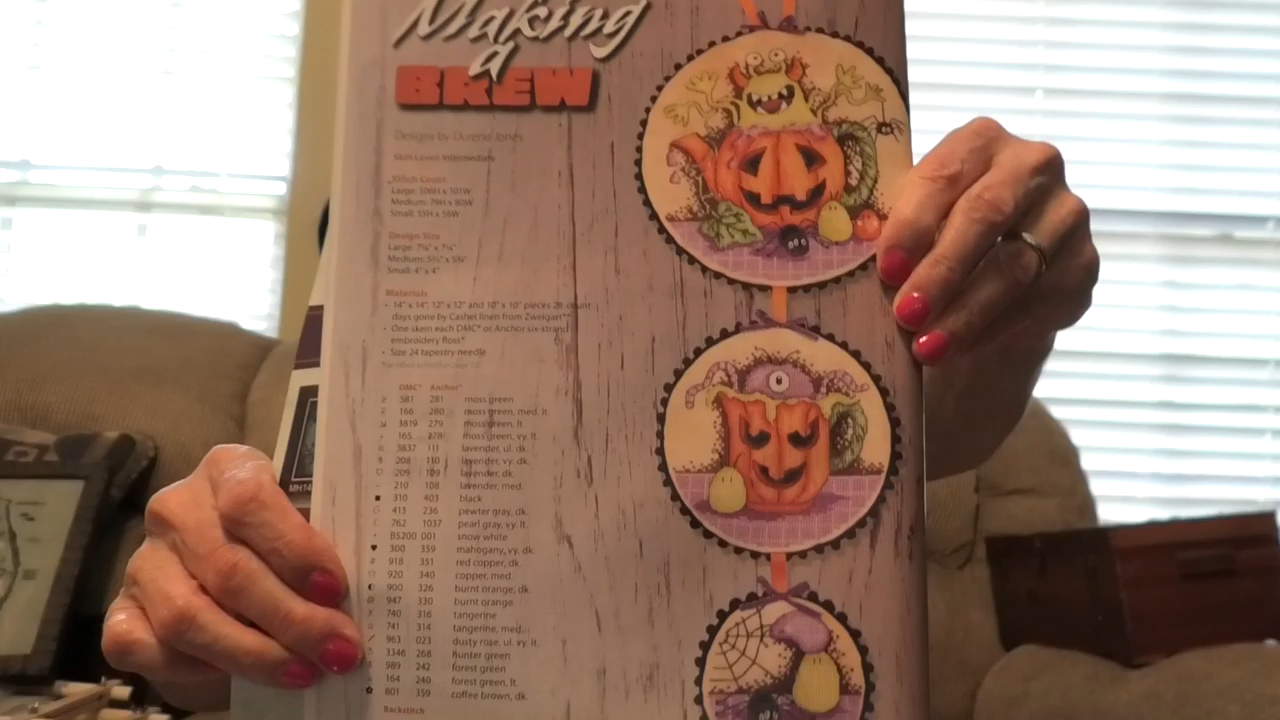 Making
a
BREW
Designs by Durene Jones
Skill Level: Intermediate
Stitch Count
Large: 106H x 101W
Medium: 79H x 80W
Small: 55H x 56W
Design Size
Large: 7⅝" x 7¼"
Medium: 5¾" x 5¾"
Small: 4" x 4"
Materials
• 14" x 14", 12" x 12" and 10" x 10" pieces 28-count
days gone by Cashel linen from Zweigart**
• One skein each DMC* or Anchor six-strand
embroidery floss*
• Size 24 tapestry needle
DMC* Anchor*
581 281 moss green
166 280 moss green, med. lt.
3819 279 moss green, lt.
165 278 moss green, vy. lt.
3837 111 lavender, ul. dk.
208 110 lavender, vy. dk.
209 109 lavender, dk.
210 108 lavender, med.
310 403 black
413 236 pewter gray, dk.
762 1037 pearl gray, vy. lt.
B5200 001 snow white
300 359 mahogany, vy. dk.
918 351 red copper, dk.
920 340 copper, med.
900 326 burnt orange, dk.
947 330 burnt orange
740 316 tangerine
741 314 tangerine, med.
963 023 dusty rose, ul. vy. lt.
3346 268 hunter green
989 242 forest green
164 240 forest green, lt.
801 359 coffee brown, dk.
Backstitch
MH14